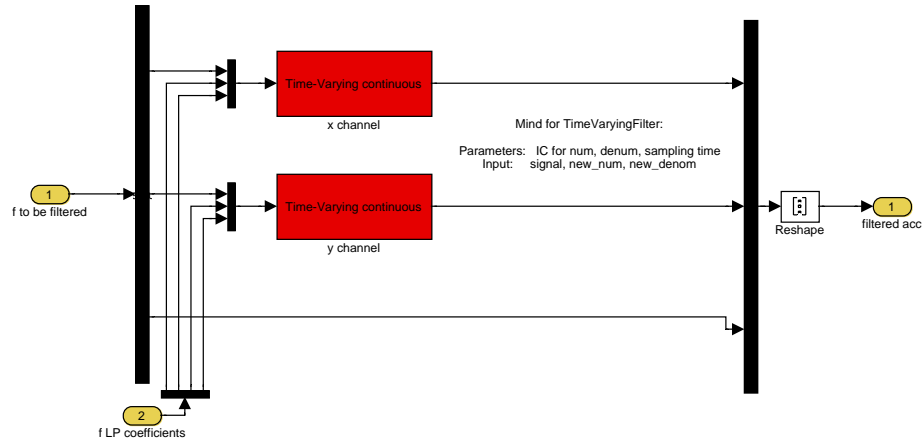 Time-Varying continuous
x channel
Mind for TimeVaryingFilter:
Parameters: IC for num, denum, sampling time
Input: signal, new_num, new_denom
1
f to be filtered
Time-Varying continuous
y channel
Reshape
1
filtered acc
2
f LP coefficients